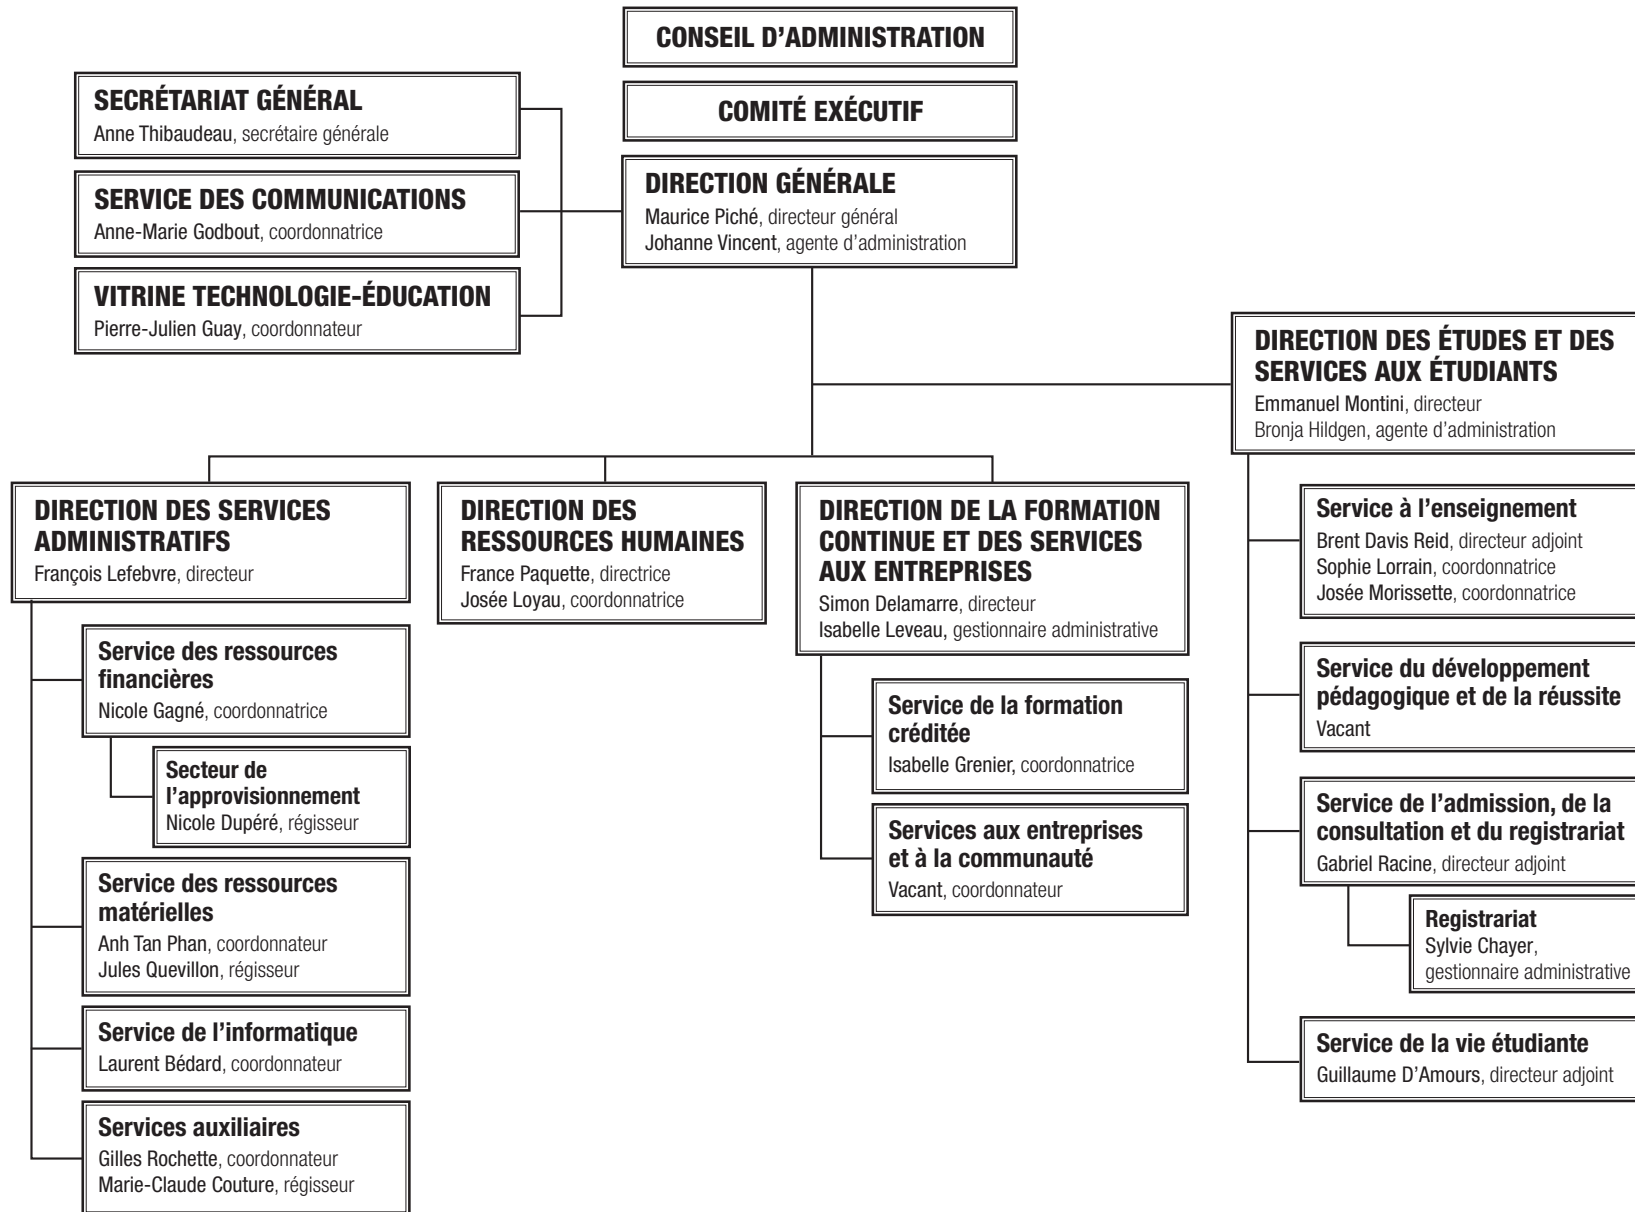 CONSEIL D'ADMINISTRATION
COMITÉ EXÉCUTIF
SECRÉTARIAT GÉNÉRAL
Anne Thibaudeau, secrétaire générale
SERVICE DES COMMUNICATIONS
Anne-Marie Godbout, coordonnatrice
VITRINE TECHNOLOGIE-ÉDUCATION
Pierre-Julien Guay, coordonnateur
DIRECTION GÉNÉRALE
Maurice Piché, directeur général
Johanne Vincent, agente d'administration
DIRECTION DES ÉTUDES ET DES
SERVICES AUX ÉTUDIANTS
Emmanuel Montini, directeur
Bronja Hildgen, agente d'administration
DIRECTION DES SERVICES
ADMINISTRATIFS
François Lefebvre, directeur
Service des ressources
financières
Nicole Gagné, coordonnatrice
Secteur de
l'approvisionnement
Nicole Dupéré, régisseur
Service des ressources
matérielles
Anh Tan Phan, coordonnateur
Jules Quevillon, régisseur
Service de l'informatique
Laurent Bédard, coordonnateur
Services auxiliaires
Gilles Rochette, coordonnateur
Marie-Claude Couture, régisseur
DIRECTION DES
RESSOURCES HUMAINES
France Paquette, directrice
Josée Loyau, coordonnatrice
DIRECTION DE LA FORMATION
CONTINUE ET DES SERVICES
AUX ENTREPRISES
Simon Delamarre, directeur
Isabelle Leveau, gestionnaire administrative
Service de la formation
créditée
Isabelle Grenier, coordonnatrice
Services aux entreprises
et à la communauté
Vacant, coordonnateur
Service à l'enseignement
Brent Davis Reid, directeur adjoint
Sophie Lorrain, coordonnatrice
Josée Morissette, coordonnatrice
Service du développement
pédagogique et de la réussite
Vacant
Service de l'admission, de la
consultation et du registrariat
Gabriel Racine, directeur adjoint
Registrariat
Sylvie Chayer,
gestionnaire administrative
Service de la vie étudiante
Guillaume D'Amours, directeur adjoint